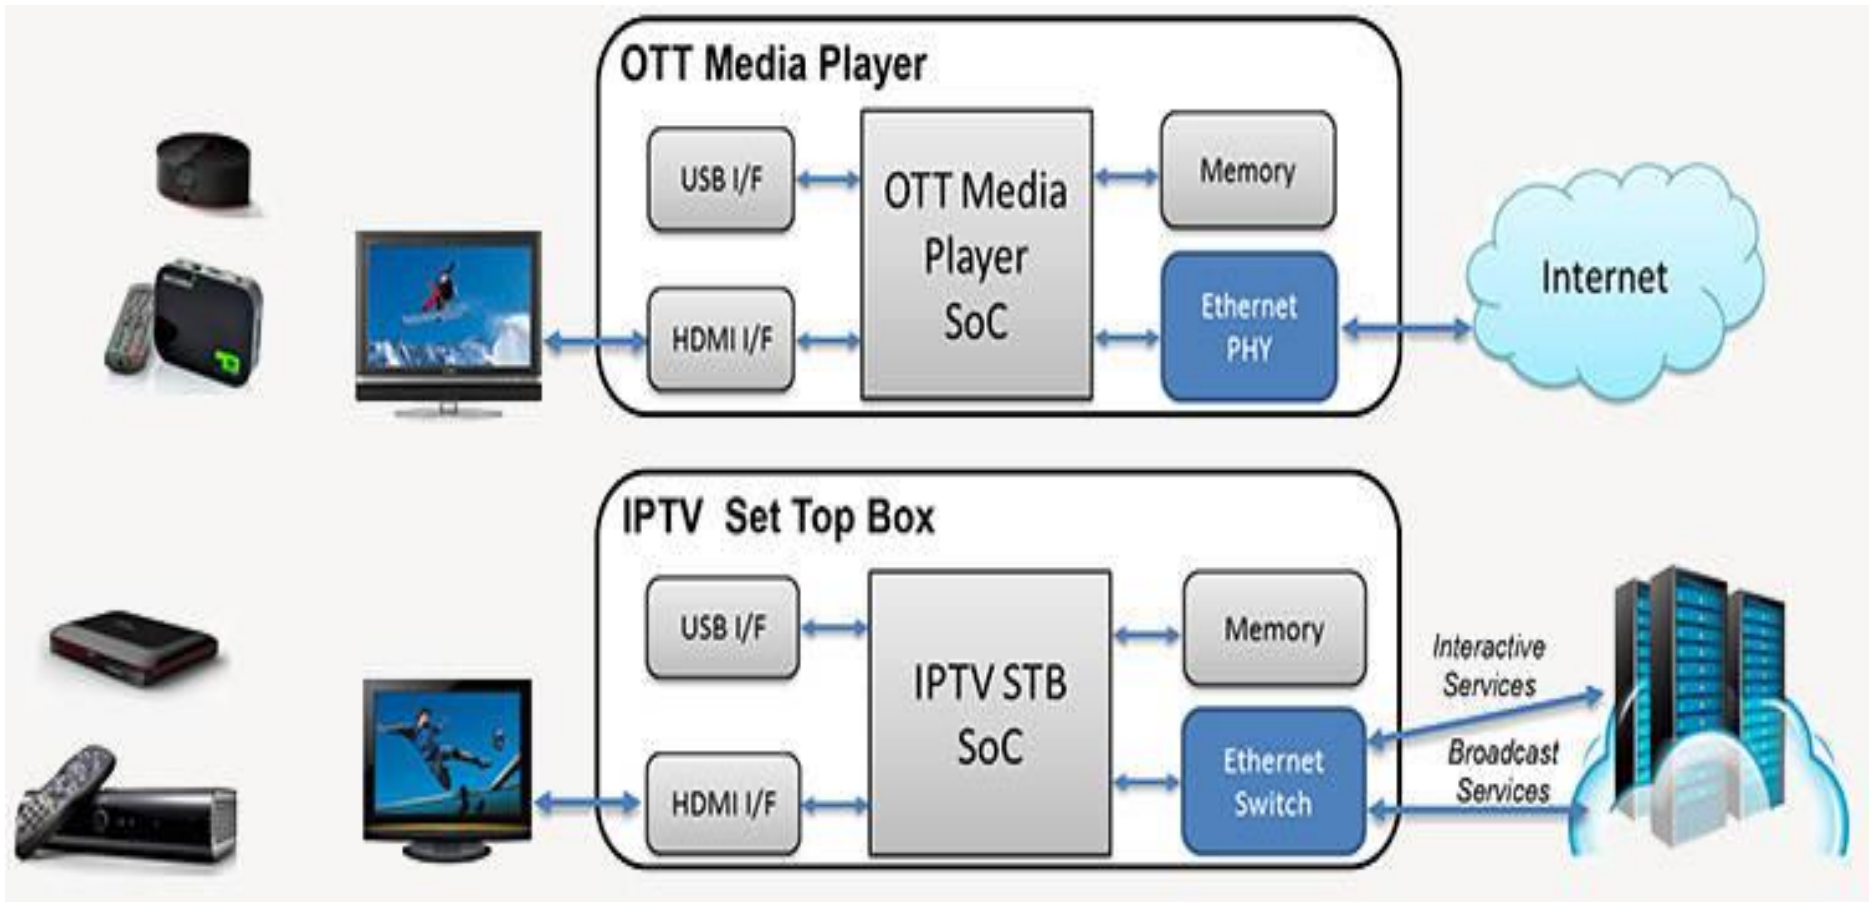 OTT Media Player
USB I/F
OTT Media
Player
SoC
Memory
HDMI I/F
Ethernet
PHY
Internet
IPTV Set Top Box
USB I/F
IPTV STB
SoC
Memory
HDMI I/F
Ethernet
Switch
Interactive
Services
Broadcast
Services